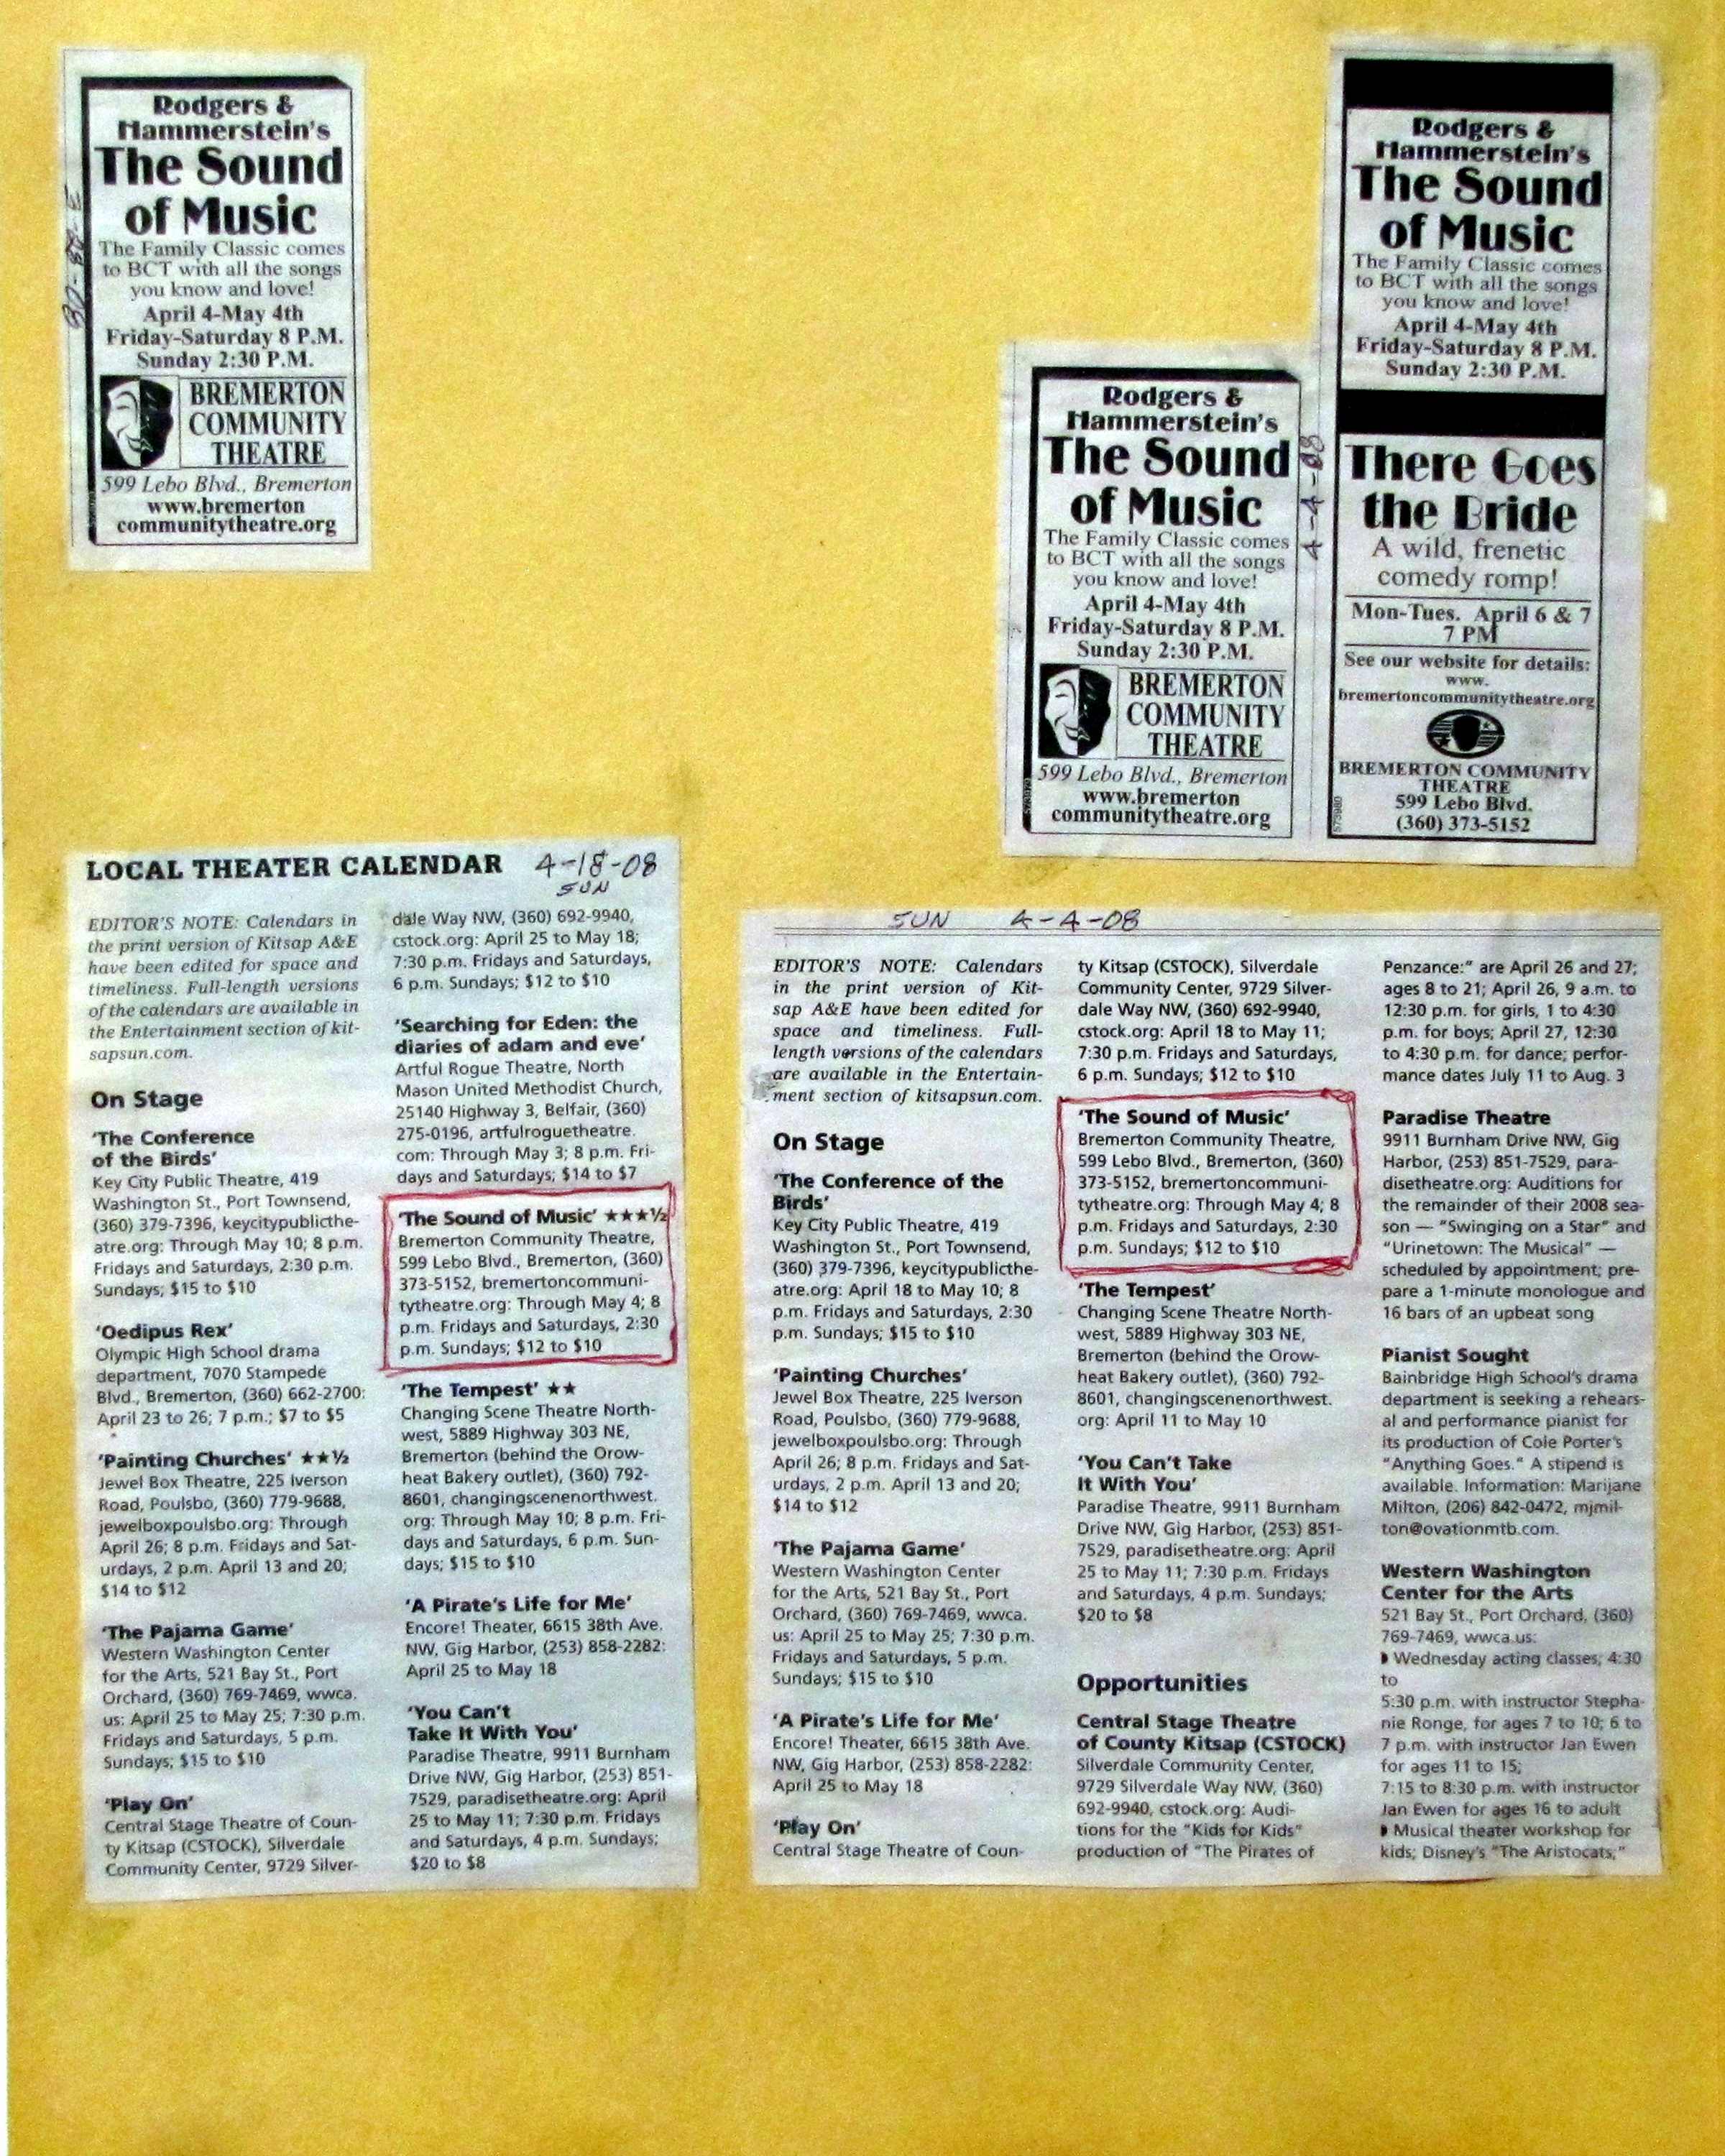 Rodgers &
Hammerstein's
The Sound
of Music
The Family Classic comes
to BCT with all the songs
you know and love!
April 4-May 4th
Friday-Saturday 8 P.M.
Sunday 2:30 P.M.
BREMERTON
COMMUNITY
THEATRE
599 Lebo Blvd., Bremerton
www.bremerton
communitytheatre.org
Rodgers &
Hammerstein's
The Sound
of Music
The Family Classic comes
to BCT with all the songs
you know and love!
April 4-May 4th
Friday-Saturday 8 P.M.
Sunday 2:30 P.M.
BREMERTON
COMMUNITY
THEATRE
599 Lebo Blvd., Bremerton
www.bremerton
communitytheatre.org
4-4-08
Rodgers &
Hammerstein's
The Sound
of Music
The Family Classic comes
to BCT with all the songs
you know and love!
April 4-May 4th
Friday-Saturday 8 P.M.
Sunday 2:30 P.M.
There Goes
the Bride
A wild, frenetic
comedy romp!
Mon-Tues. April 6 & 7
7 PM
See our website for details:
www.
bremertoncommunitytheatre.org
BREMERTON COMMUNITY
THEATRE
599 Lebo Blvd.
(360) 373-5152
LOCAL THEATER CALENDAR 4-18-08
SUN
EDITOR'S NOTE: Calendars in
the print version of Kitsap A&E
have been edited for space and
timeliness. Full-length versions
of the calendars are available in
the Entertainment section of kit-
sapsun.com.
On Stage
'The Conference
of the Birds'
Key City Public Theatre, 419
Washington St., Port Townsend,
(360) 379-7396, keycitypublicthe-
atre.org: Through May 10; 8 p.m.
Fridays and Saturdays, 2:30 p.m.
Sundays; $15 to $10
'Oedipus Rex'
Olympic High School drama
department, 7070 Stampede
Blvd., Bremerton, (360) 662-2700:
April 23 to 26; 7 p.m.; $7 to $5
'Painting Churches' ★★½
Jewel Box Theatre, 225 Iverson
Road, Poulsbo, (360) 779-9688,
jewelboxpoulsbo.org: Through
April 26; 8 p.m. Fridays and Sat-
urdays, 2 p.m. April 13 and 20;
$14 to $12
'The Pajama Game'
Western Washington Center
for the Arts, 521 Bay St., Port
Orchard, (360) 769-7469, wwca.
us: April 25 to May 25; 7:30 p.m.
Fridays and Saturdays, 5 p.m.
Sundays; $15 to $10
'Play On'
Central Stage Theatre of Coun-
ty Kitsap (CSTOCK), Silverdale
Community Center, 9729 Silver-
dale Way NW, (360) 692-9940,
cstock.org: April 25 to May 18;
7:30 p.m. Fridays and Saturdays,
6 p.m. Sundays; $12 to $10
'Searching for Eden: the
diaries of adam and eve'
Artful Rogue Theatre, North
Mason United Methodist Church,
25140 Highway 3, Belfair, (360)
275-0196, artfulroguetheatre.
com: Through May 3; 8 p.m. Fri-
days and Saturdays; $14 to $7
'The Sound of Music' ★★★½
Bremerton Community Theatre,
599 Lebo Blvd., Bremerton, (360)
373-5152, bremertoncommuni-
tytheatre.org: Through May 4; 8
p.m. Fridays and Saturdays, 2:30
p.m. Sundays; $12 to $10
'The Tempest' ★★
Changing Scene Theatre North-
west, 5889 Highway 303 NE,
Bremerton (behind the Orow-
heat Bakery outlet), (360) 792-
8601, changingscenenorthwest.
org: Through May 10; 8 p.m. Fri-
days and Saturdays, 6 p.m. Sun-
days; $15 to $10
'A Pirate's Life for Me'
Encore! Theater, 6615 38th Ave.
NW, Gig Harbor, (253) 858-2282:
April 25 to May 18
'You Can't
Take It With You'
Paradise Theatre, 9911 Burnham
Drive NW, Gig Harbor, (253) 851-
7529, paradisetheatre.org: April
25 to May 11; 7:30 p.m. Fridays
and Saturdays, 4 p.m. Sundays;
$20 to $8
SUN 4-4-08
EDITOR'S NOTE: Calendars
in the print version of Kit-
sap A&E have been edited for
space and timeliness. Full-
length versions of the calendars
are available in the Entertain-
ment section of kitsapsun.com.
On Stage
'The Conference of the
Birds'
Key City Public Theatre, 419
Washington St., Port Townsend,
(360) 379-7396, keycitypublicthe-
atre.org: April 18 to May 10; 8
p.m. Fridays and Saturdays, 2:30
p.m. Sundays; $15 to $10
'Painting Churches'
Jewel Box Theatre, 225 Iverson
Road, Poulsbo, (360) 779-9688,
jewelboxpoulsbo.org: Through
April 26; 8 p.m. Fridays and Sat-
urdays, 2 p.m. April 13 and 20;
$14 to $12
'The Pajama Game'
Western Washington Center
for the Arts, 521 Bay St., Port
Orchard, (360) 769-7469, wwca.
us: April 25 to May 25; 7:30 p.m.
Fridays and Saturdays, 5 p.m.
Sundays; $15 to $10
'A Pirate's Life for Me'
Encore! Theater, 6615 38th Ave.
NW, Gig Harbor, (253) 858-2282:
April 25 to May 18
'Play On'
Central Stage Theatre of Coun-
ty Kitsap (CSTOCK), Silverdale
Community Center, 9729 Silver-
dale Way NW, (360) 692-9940,
cstock.org: April 18 to May 11;
7:30 p.m. Fridays and Saturdays,
6 p.m. Sundays; $12 to $10
'The Sound of Music'
Bremerton Community Theatre,
599 Lebo Blvd., Bremerton, (360)
373-5152, bremertoncommuni-
tytheatre.org: Through May 4; 8
p.m. Fridays and Saturdays, 2:30
p.m. Sundays; $12 to $10
'The Tempest'
Changing Scene Theatre North-
west, 5889 Highway 303 NE,
Bremerton (behind the Orow-
heat Bakery outlet), (360) 792-
8601, changingscenenorthwest.
org: April 11 to May 10
'You Can't Take
It With You'
Paradise Theatre, 9911 Burnham
Drive NW, Gig Harbor, (253) 851-
7529, paradisetheatre.org: April
25 to May 11; 7:30 p.m. Fridays
and Saturdays, 4 p.m. Sundays;
$20 to $8
Opportunities
Central Stage Theatre
of County Kitsap (CSTOCK)
Silverdale Community Center,
9729 Silverdale Way NW, (360)
692-9940, cstock.org: Audi-
tions for the "Kids for Kids"
production of "The Pirates of
Penzance:" are April 26 and 27;
ages 8 to 21; April 26, 9 a.m. to
12:30 p.m. for girls, 1 to 4:30
p.m. for boys; April 27, 12:30
to 4:30 p.m. for dance; perfor-
mance dates July 11 to Aug. 3
Paradise Theatre
9911 Burnham Drive NW, Gig
Harbor, (253) 851-7529, para-
disetheatre.org: Auditions for
the remainder of their 2008 sea-
son — "Swinging on a Star" and
"Urinetown: The Musical" —
scheduled by appointment; pre-
pare a 1-minute monologue and
16 bars of an upbeat song
Pianist Sought
Bainbridge High School's drama
department is seeking a rehears-
al and performance pianist for
its production of Cole Porter's
"Anything Goes." A stipend is
available. Information: Marijane
Milton, (206) 842-0472, mjmil-
ton@ovationmtb.com.
Western Washington
Center for the Arts
521 Bay St., Port Orchard, (360)
769-7469, wwca.us:
Wednesday acting classes, 4:30
to
5:30 p.m. with instructor Stepha-
nie Ronge, for ages 7 to 10; 6 to
7 p.m. with instructor Jan Ewen
for ages 11 to 15;
7:15 to 8:30 p.m. with instructor
Jan Ewen for ages 16 to adult
Musical theater workshop for
kids; Disney's "The Aristocats,"